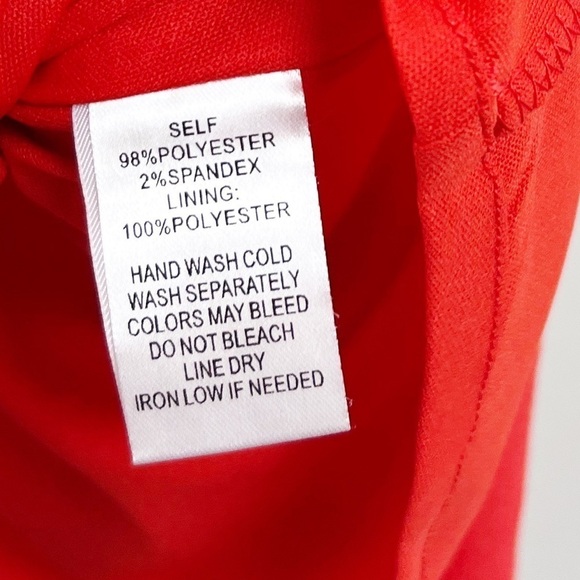 SELF
98%POLYESTER
2%SPANDEX
LINING:
100%POLYESTER
HAND WASH COLD
WASH SEPARATELY
COLORS MAY BLEED
DO NOT BLEACH
LINE DRY
IRON LOW IF NEEDED